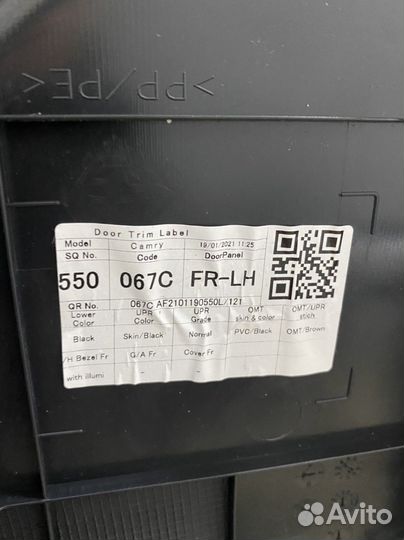 >PP/PE<
Door Trim Label
Model Camry 19/01/2021 11:25
SQ No. Code DoorPanel
550 067C FR-LH
QR No. 067C AF2101190550L/121
Lower Color UPR Color UPR Grade OMT skin & color OMT/UPR stich
Black Skin/Black Normal PVC/Black OMT/Brown
/H Bezel Fr G/A Fr Cover Fr
with illumi - -
Avito